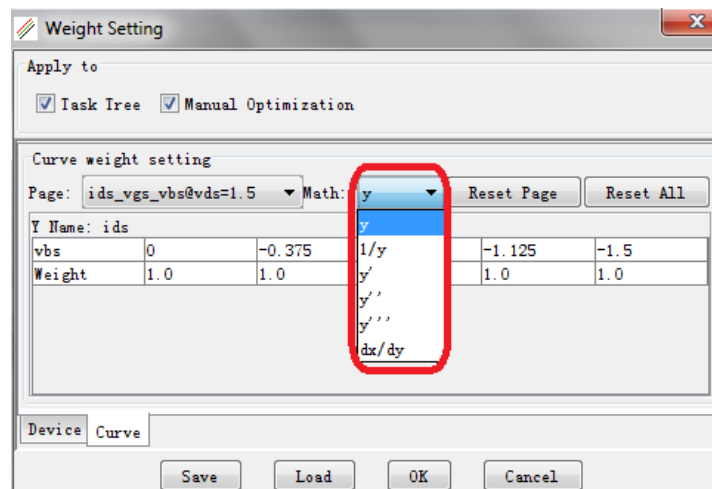 Weight Setting
Apply to
Task Tree Manual Optimization
Curve weight setting
Page: ids_vgs_vbs@vds=1.5 Math: y Reset Page Reset All
Y Name: ids
y
vbs 0 -0.375 -1.125 -1.5
1/y
Weight 1.0 1.0 1.0 1.0
y'
y''
y'''
dx/dy
Device Curve
Save Load OK Cancel